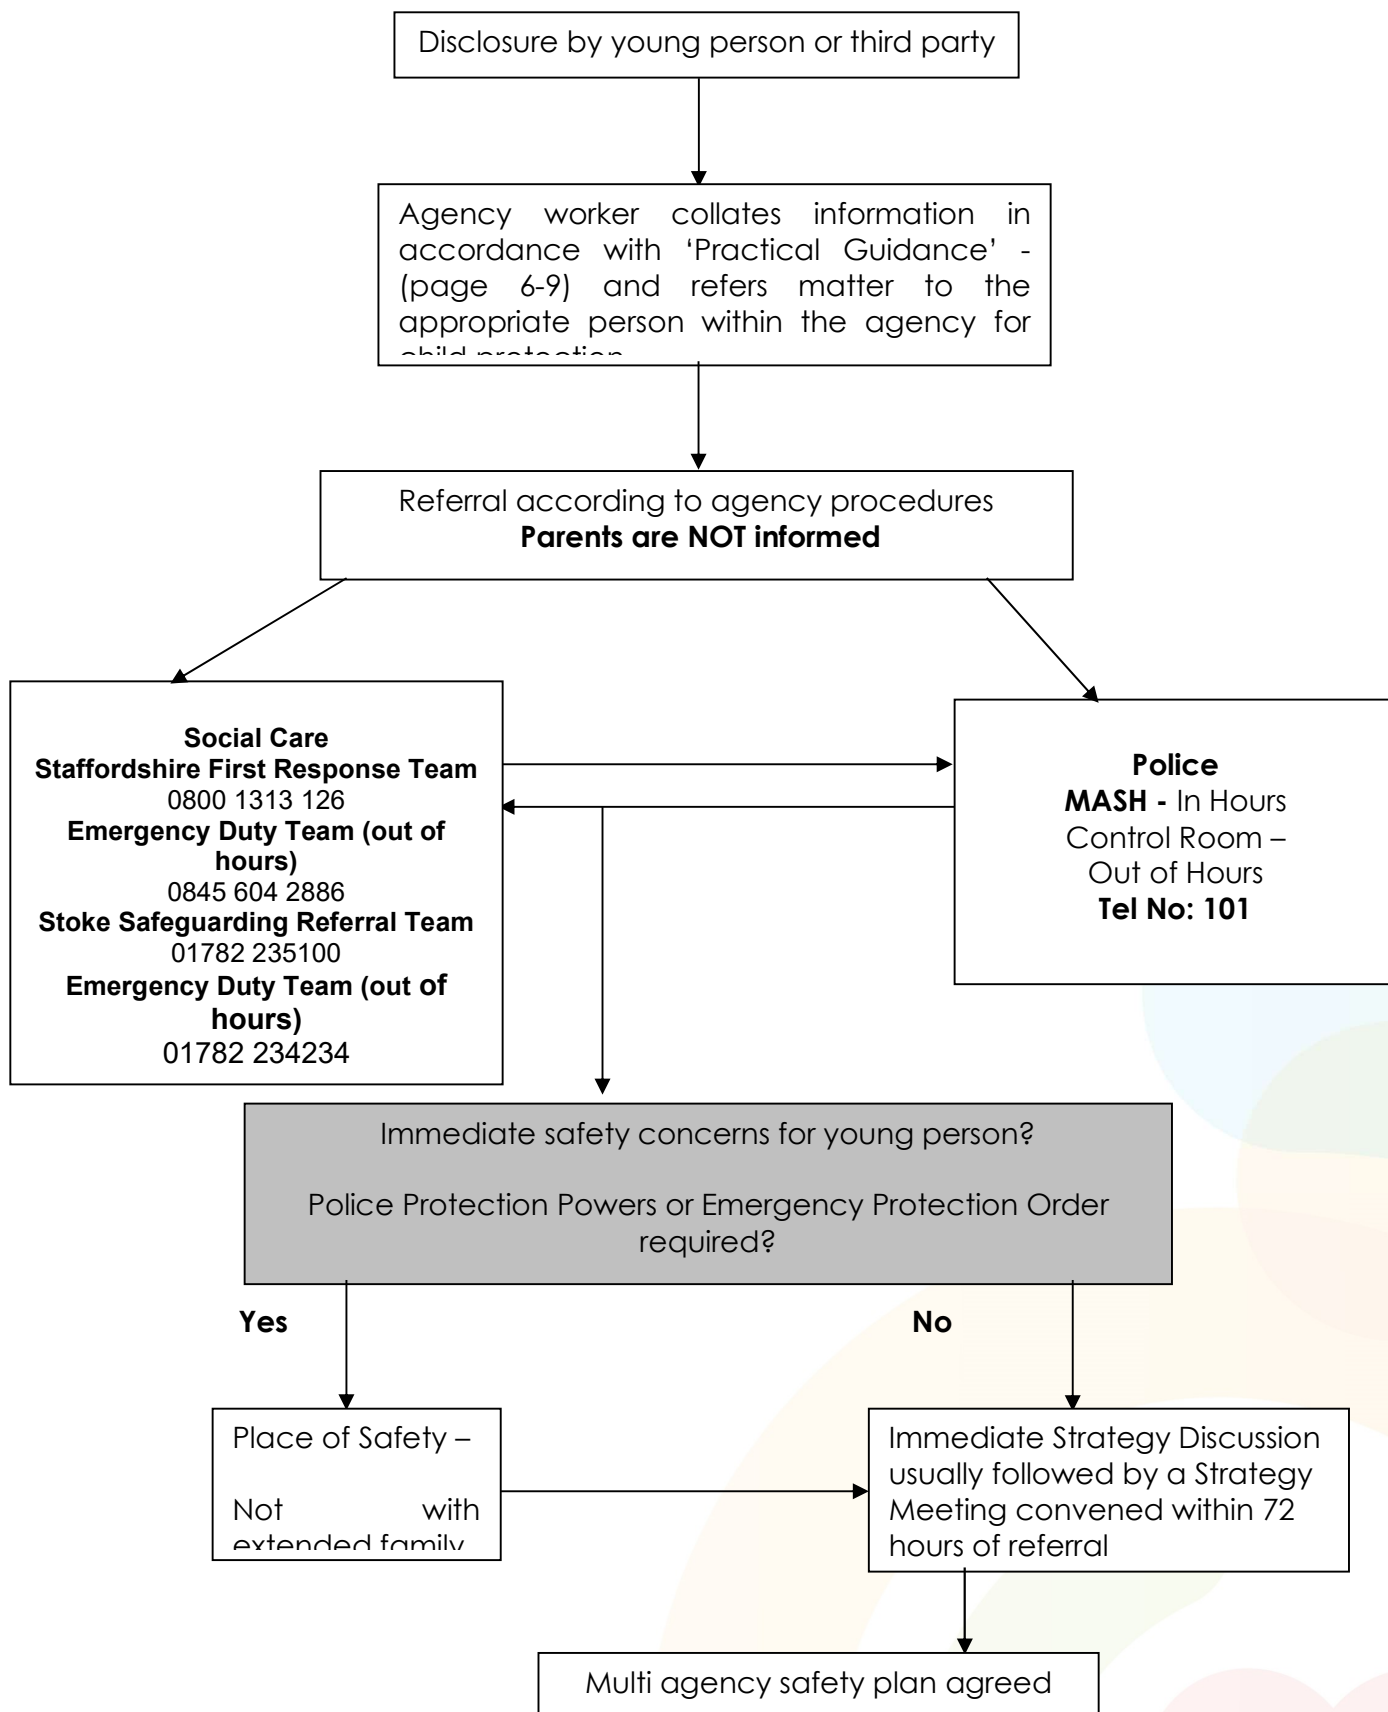 Disclosure by young person or third party
Agency worker collates information in
accordance with ‘Practical Guidance’ -
(page 6-9) and refers matter to the
appropriate person within the agency for
child protection
Referral according to agency procedures
Parents are NOT informed
Social Care
Staffordshire First Response Team
0800 1313 126
Emergency Duty Team (out of
hours)
0845 604 2886
Stoke Safeguarding Referral Team
01782 235100
Emergency Duty Team (out of
hours)
01782 234234
Police
MASH - In Hours
Control Room –
Out of Hours
Tel No: 101
Immediate safety concerns for young person?
Police Protection Powers or Emergency Protection Order
required?
Yes
No
Place of Safety –
Not with
extended family
Immediate Strategy Discussion
usually followed by a Strategy
Meeting convened within 72
hours of referral
Multi agency safety plan agreed